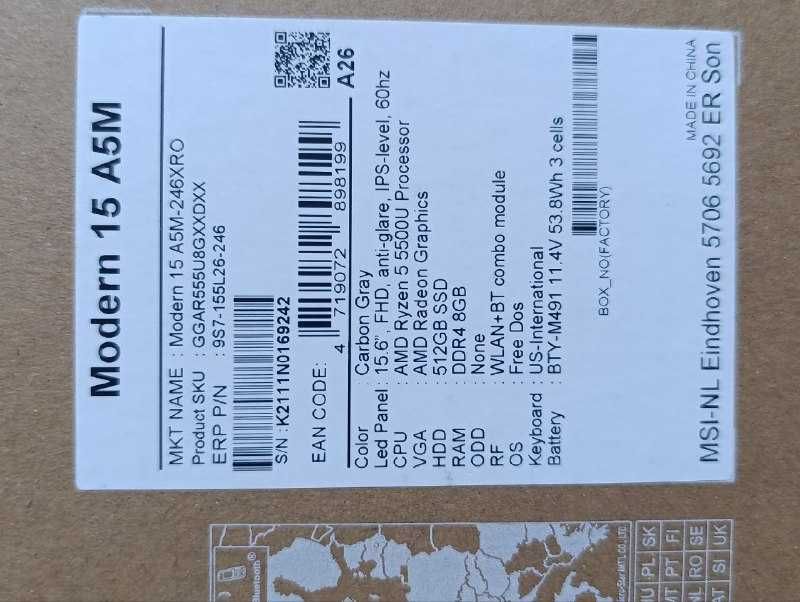 Modern 15 A5M
MKT NAME : Modern 15 A5M-246XRO
Product SKU : GGAR555U8GXXDXX
ERP P/N : 9S7-155L26-246
S/N :K2111N0169242
EAN CODE:
4 719072 898199
A26
Color : Carbon Gray
Led Panel : 15.6", FHD, anti-glare, IPS-level, 60hz
CPU : AMD Ryzen 5 5500U Processor
VGA : AMD Radeon Graphics
HDD : 512GB SSD
RAM : DDR4 8GB
ODD : None
RF : WLAN+BT combo module
OS : Free Dos
Keyboard : US-International
Battery : BTY-M491 11.4V 53.8Wh 3 cells
BOX_NO(FACTORY)
MADE IN CHINA
MSI-NL Eindhoven 5706 5692 ER Son
Bluetooth®
PL SK
PT FI
NL RO SE
AT SI UK